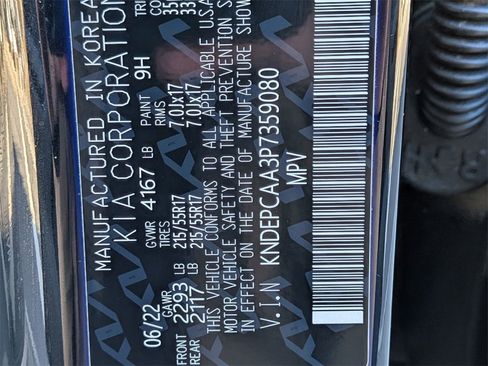 MANUFACTURED IN KOREA
KIA CORPORATION
06/22 GVWR 4167 LB PAINT 9H TRI
GAWR TIRES RIMS CO
FRONT 2293 LB 215/55R17 7.0JX17
REAR 2117 LB 215/55R17 7.0JX17
THIS VEHICLE CONFORMS TO ALL APPLICABLE U.S.A
MOTOR VEHICLE SAFETY AND THEFT PREVENTION S
IN EFFECT ON THE DATE OF MANUFACTURE SHOW
V.I.N KNDEPCAA3P7359080
MPV